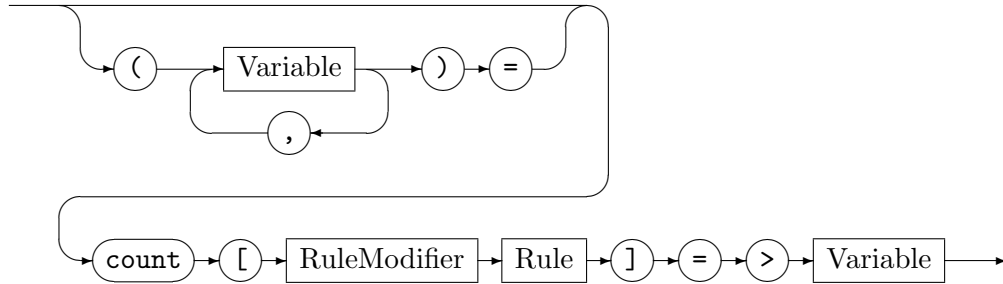 ( Variable ) =
,
count [ RuleModifier Rule ] = > Variable